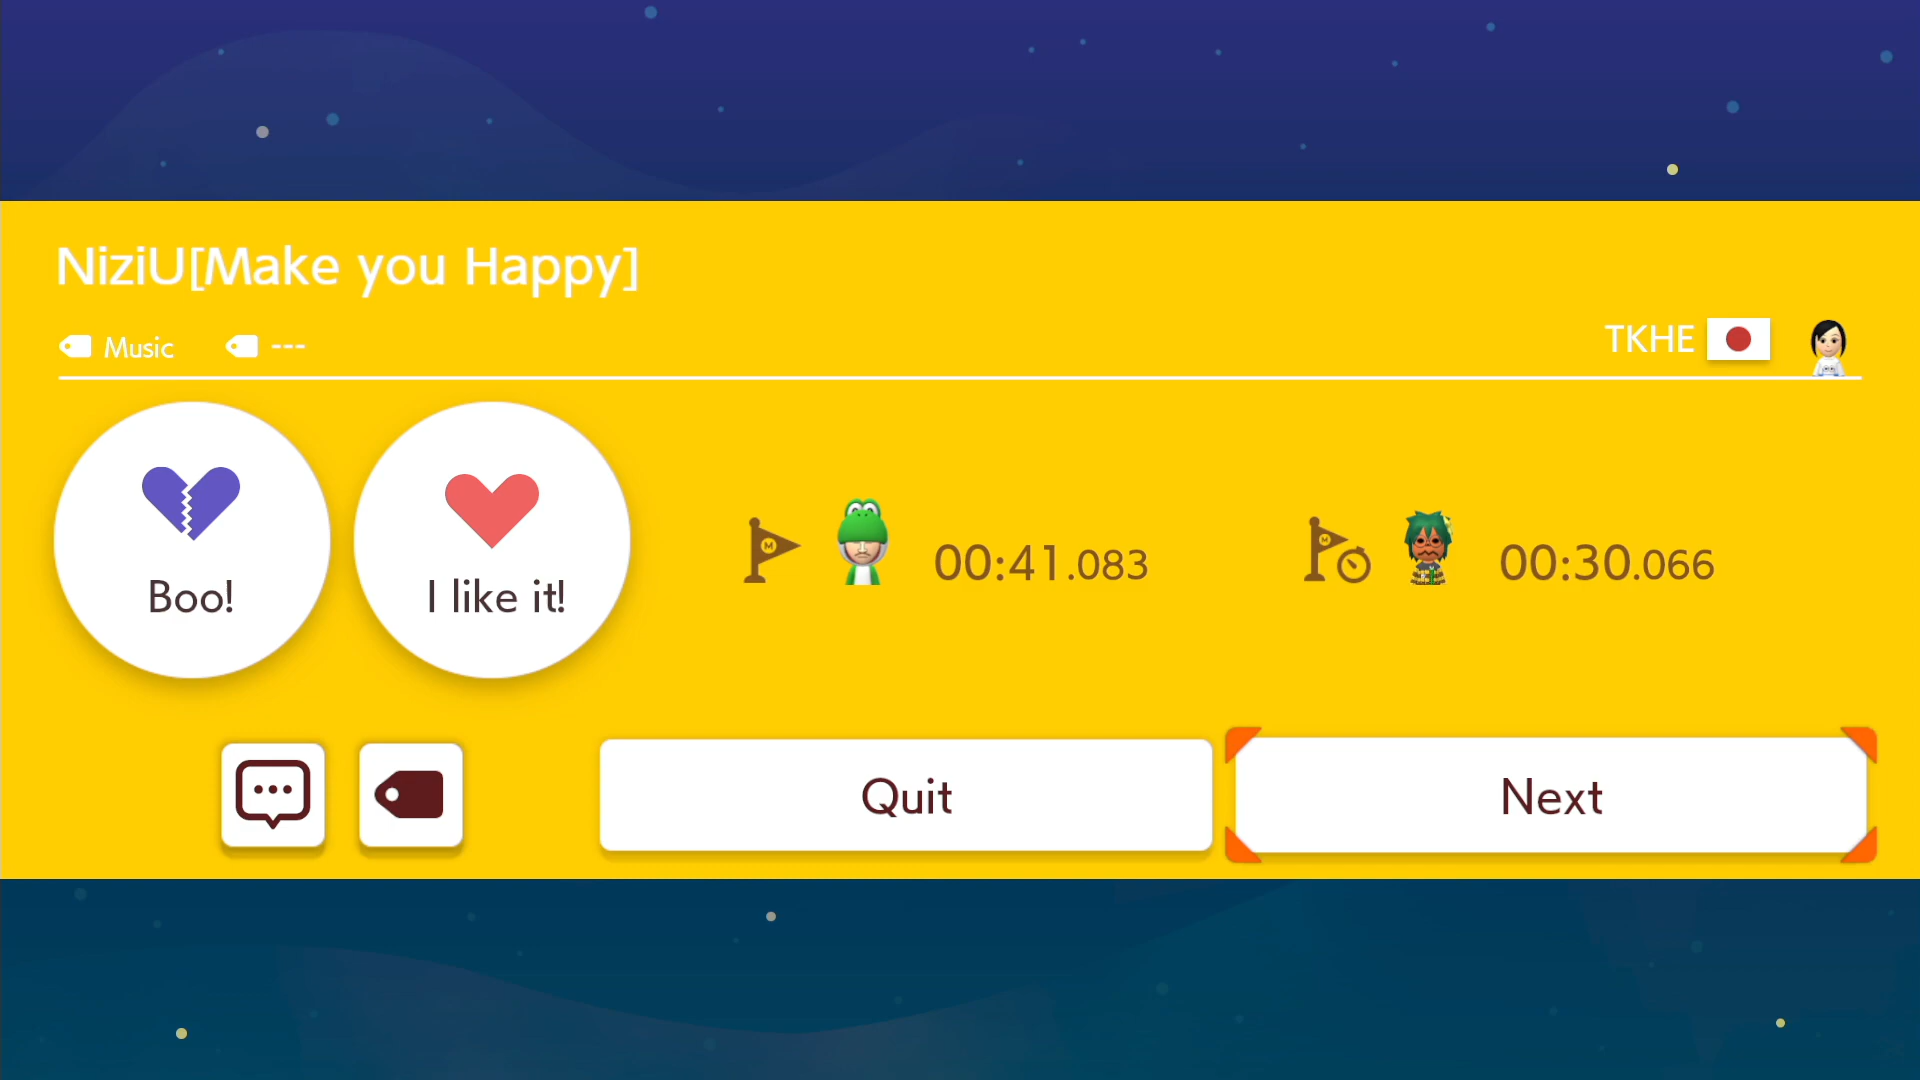 NiziU[Make you Happy]
Music ---
TKHE
Boo!
I like it!
M 00:41.083
M 00:30.066
Quit
Next